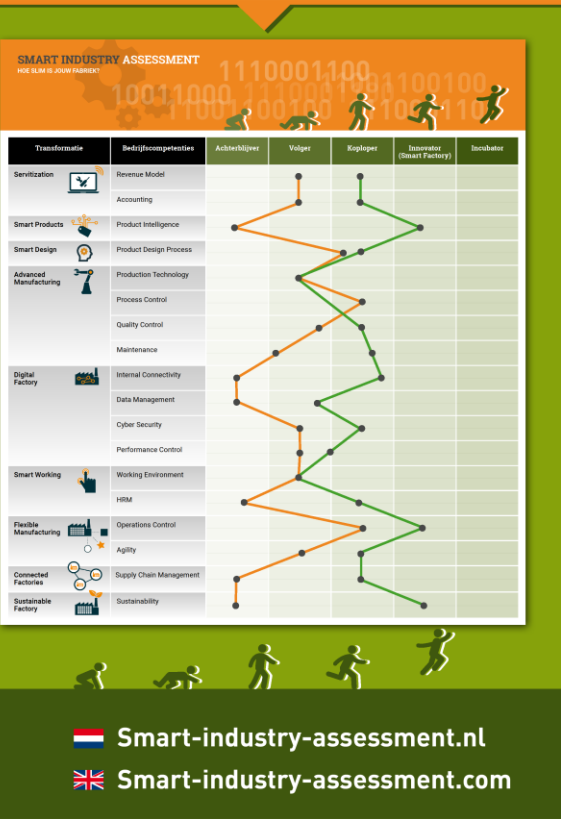 SMART INDUSTRY ASSESSMENT
HOE SLIM IS JOUW FABRIEK?
1110001100
Transformatie
Bedrijfscompetenties
Achterblijver
Volger
Koploper
Innovator
(Smart Factory)
Incubator
Servitization
Revenue Model
Accounting
Smart Products
Product Intelligence
Smart Design
Product Design Process
Advanced
Manufacturing
Production Technology
Process Control
Quality Control
Maintenance
Digital
Factory
Internal Connectivity
Data Management
Cyber Security
Performance Control
Smart Working
Working Environment
HRM
Flexible
Manufacturing
Operations Control
Agility
Connected
Factories
Supply Chain Management
Sustainable
Factory
Sustainability
Smart-industry-assessment.nl
Smart-industry-assessment.com